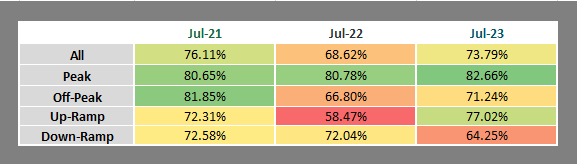 Jul-21 Jul-22 Jul-23
All 76.11% 68.62% 73.79%
Peak 80.65% 80.78% 82.66%
Off-Peak 81.85% 66.80% 71.24%
Up-Ramp 72.31% 58.47% 77.02%
Down-Ramp 72.58% 72.04% 64.25%